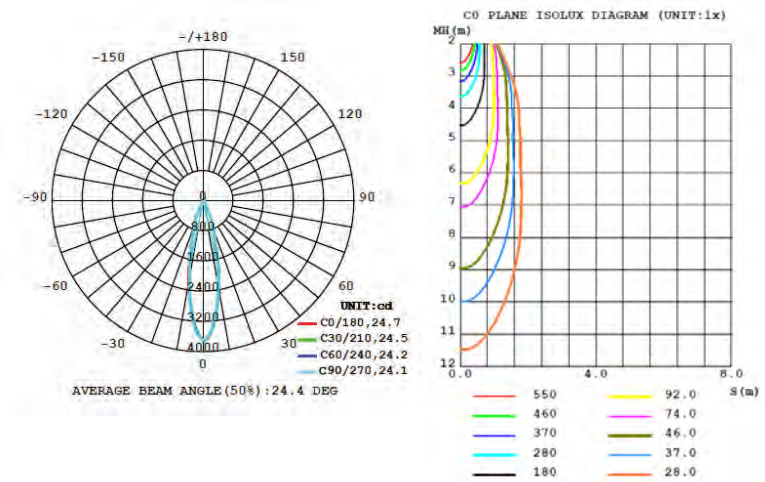 -/+180
-150 150
-120 120
-90 90
-60 60
-30 30
0
800
1600
2400
3200
4000
0
UNIT:cd
C0/180,24.7
C30/210,24.5
C60/240,24.2
C90/270,24.1
AVERAGE BEAM ANGLE(50%):24.4 DEG
C0 PLANE ISOLUX DIAGRAM (UNIT:lx)
MH(m)
2
3
4
5
6
7
8
9
10
11
12
0.0 4.0 8.0
S(m)
550 92.0
460 74.0
370 46.0
280 37.0
180 28.0